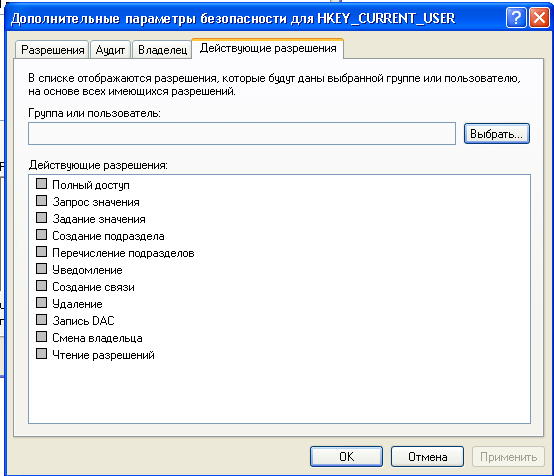 Дополнительные параметры безопасности для HKEY_CURRENT_USER
Разрешения Аудит Владелец Действующие разрешения
В списке отображаются разрешения, которые будут даны выбранной группе или пользователю,
на основе всех имеющихся разрешений.
Группа или пользователь:
Выбрать...
Действующие разрешения:
Полный доступ
Запрос значения
Задание значения
Создание подраздела
Перечисление подразделов
Уведомление
Создание связи
Удаление
Запись DAC
Смена владельца
Чтение разрешений
OK Отмена Применить